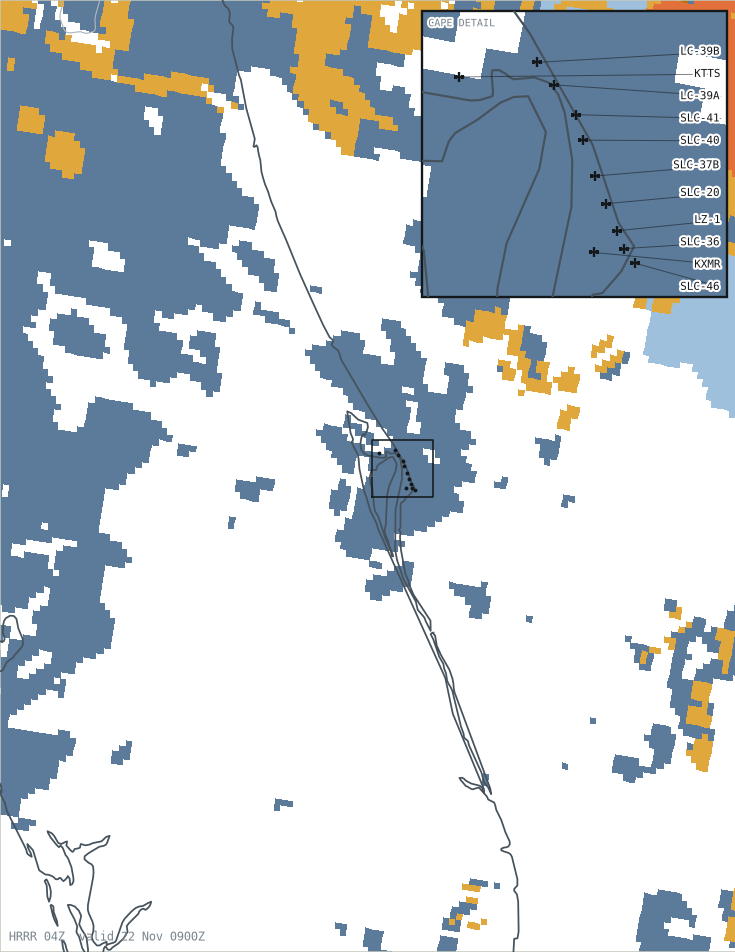 CAPE DETAIL
LC-39B
KTTS
LC-39A
SLC-41
SLC-40
SLC-37B
SLC-20
LZ-1
SLC-36
KXMR
SLC-46
HRRR 04Z valid 22 Nov 0900Z